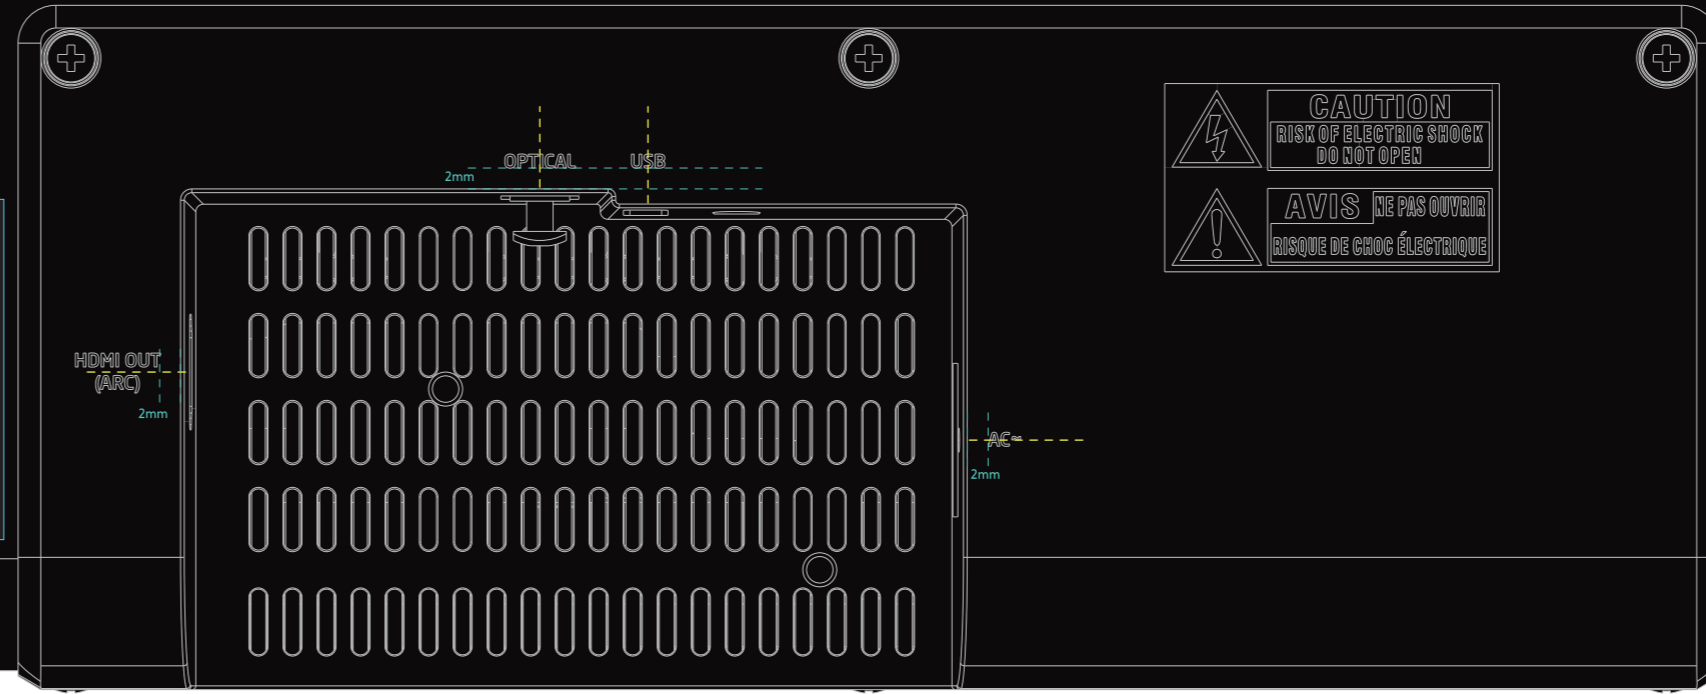 CAUTION
RISK OF ELECTRIC SHOCK
DO NOT OPEN
OPTICAL
USB
2mm
AVIS NE PAS OUVRIR
RISQUE DE CHOC ÉLECTRIQUE
HDMI OUT
(ARC)
2mm
AC~
2mm